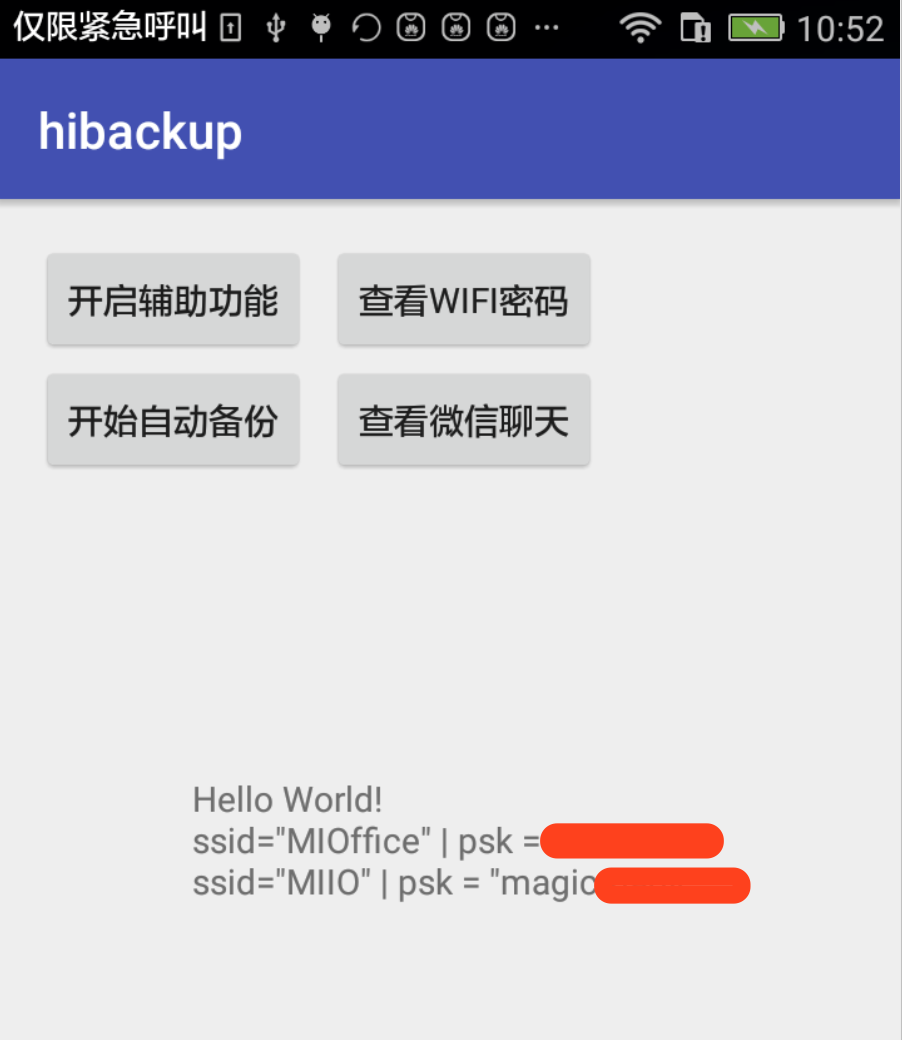 仅限紧急呼叫 ··· 10:52
hibackup
开启辅助功能 查看WIFI密码
开始自动备份 查看微信聊天
Hello World!
ssid="MIOffice" | psk =
ssid="MIIO" | psk = "magic